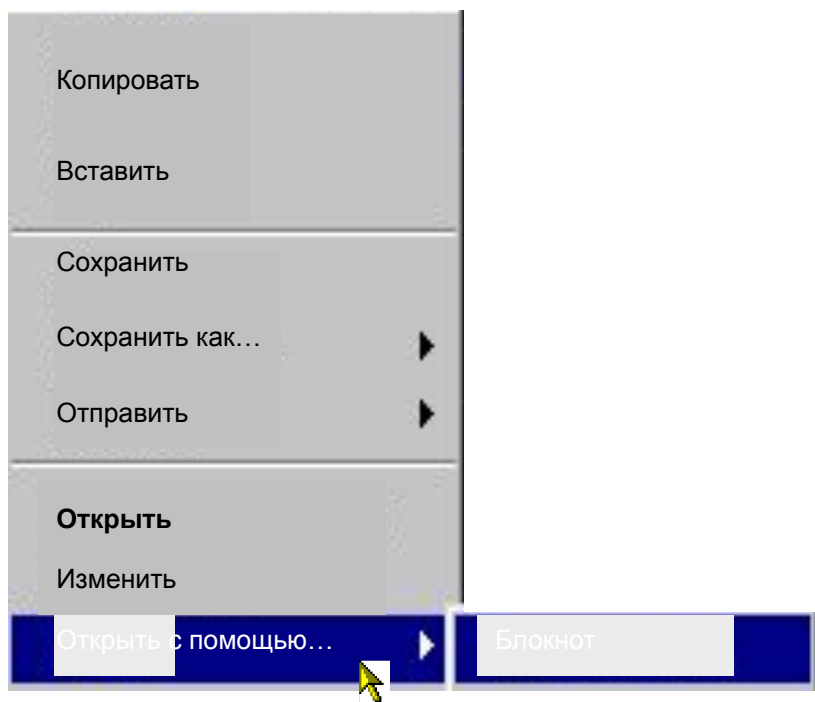 Копировать
Вставить
Сохранить
Сохранить как…
Отправить
Открыть
Изменить
Открыть с помощью…
Блокнот